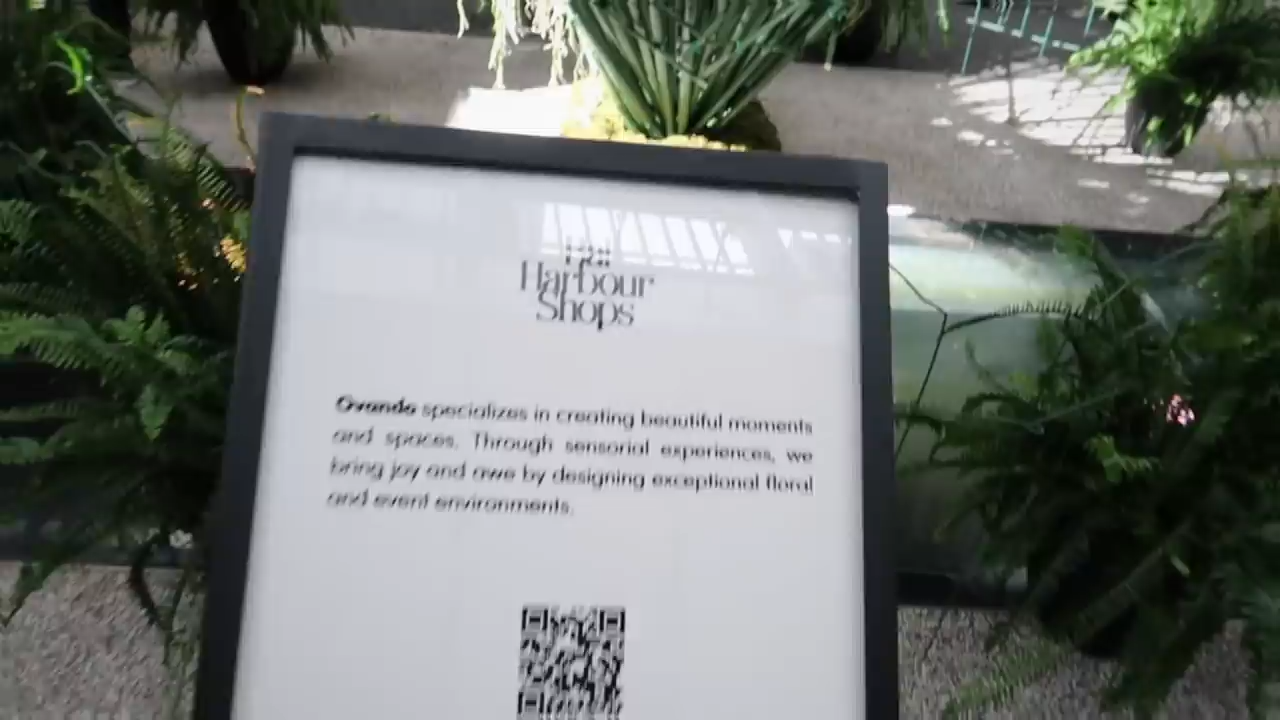 Bal
Harbour
Shops
Ovando specializes in creating beautiful moments
and spaces. Through sensorial experiences, we
bring joy and awe by designing exceptional floral
and event environments.